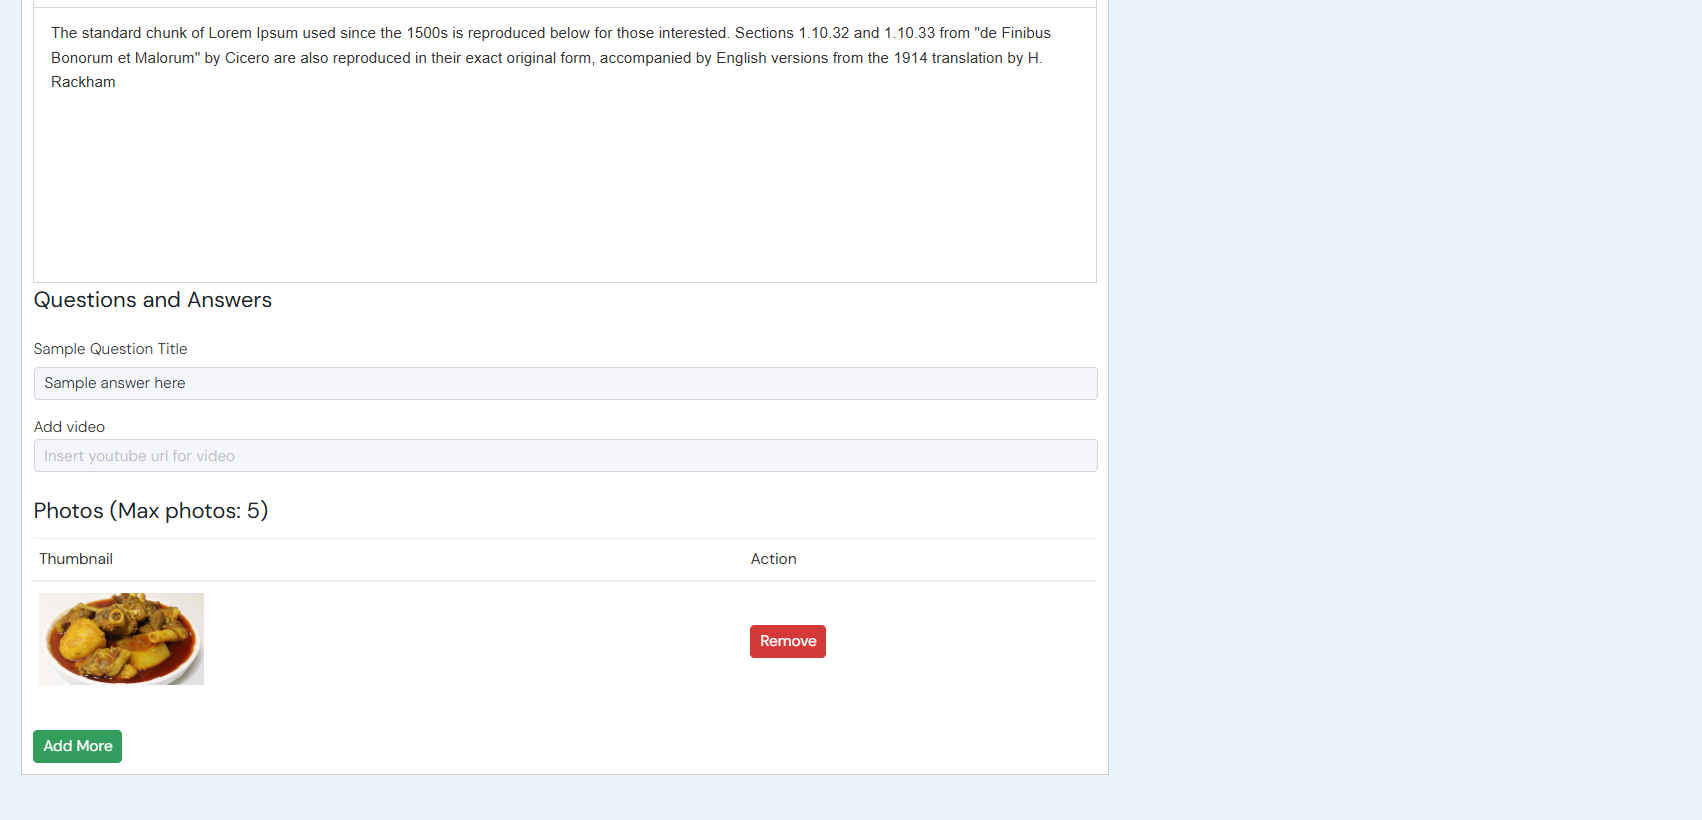 The standard chunk of Lorem Ipsum used since the 1500s is reproduced below for those interested. Sections 1.10.32 and 1.10.33 from "de Finibus
Bonorum et Malorum" by Cicero are also reproduced in their exact original form, accompanied by English versions from the 1914 translation by H.
Rackham
Questions and Answers
Sample Question Title
Sample answer here
Add video
Insert youtube url for video
Photos (Max photos: 5)
Thumbnail Action
Remove
Add More